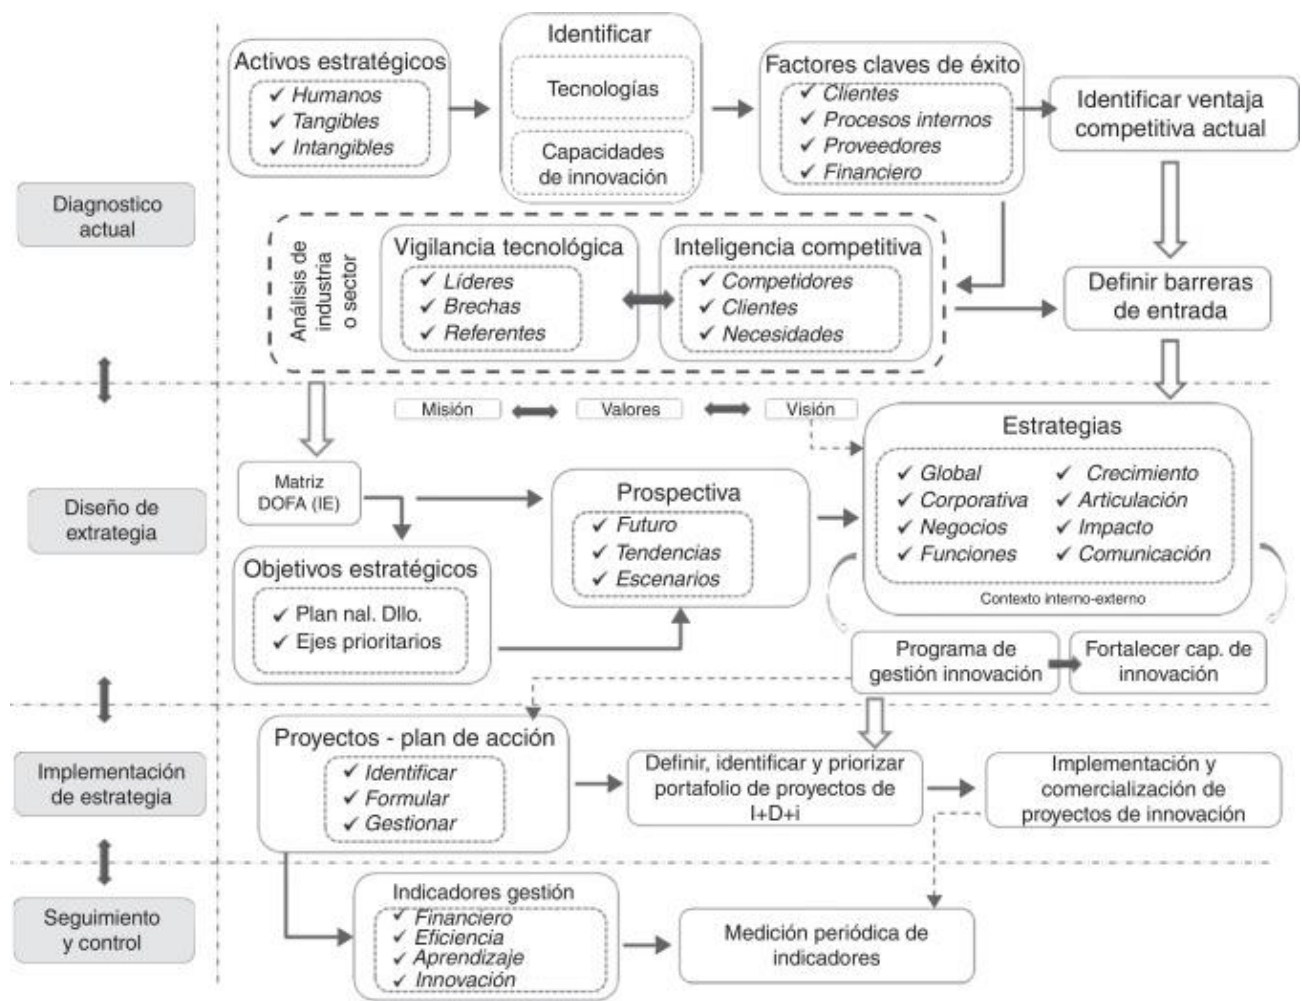 Diagnostico
actual
Activos estratégicos
✓ Humanos
✓ Tangibles
✓ Intangibles
Identificar
Tecnologías
Capacidades
de innovación
Factores claves de éxito
✓ Clientes
✓ Procesos internos
✓ Proveedores
✓ Financiero
Identificar ventaja
competitiva actual
Análisis de
industria
o sector
Vigilancia tecnológica
✓ Líderes
✓ Brechas
✓ Referentes
Inteligencia competitiva
✓ Competidores
✓ Clientes
✓ Necesidades
Definir barreras
de entrada
Diseño de
extrategia
Misión
Valores
Visión
Matriz
DOFA (IE)
Objetivos estratégicos
✓ Plan nal. Dllo.
✓ Ejes prioritarios
Prospectiva
✓ Futuro
✓ Tendencias
✓ Escenarios
Estrategias
✓ Global
✓ Corporativa
✓ Negocios
✓ Funciones
✓ Crecimiento
✓ Articulación
✓ Impacto
✓ Comunicación
Contexto interno-externo
Programa de
gestión innovación
Fortalecer cap. de
innovación
Implementación
de estrategia
Proyectos - plan de acción
✓ Identificar
✓ Formular
✓ Gestionar
Definir, identificar y priorizar
portafolio de proyectos de
I+D+i
Implementación y
comercialización de
proyectos de innovación
Seguimiento
y control
Indicadores gestión
✓ Financiero
✓ Eficiencia
✓ Aprendizaje
✓ Innovación
Medición periódica de
indicadores